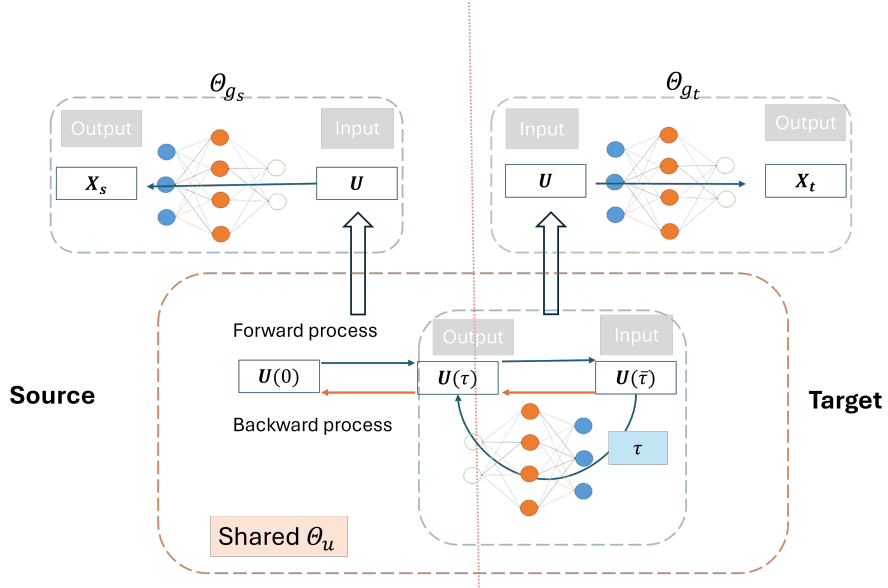 Θ_{g_s}
Θ_{g_t}
Output
Input
Input
Output
X_s
U
U
X_t
Forward process
Output
Input
U(0)
U(τ)
U(τ̄)
Source
Target
Backward process
τ
Shared Θ_u